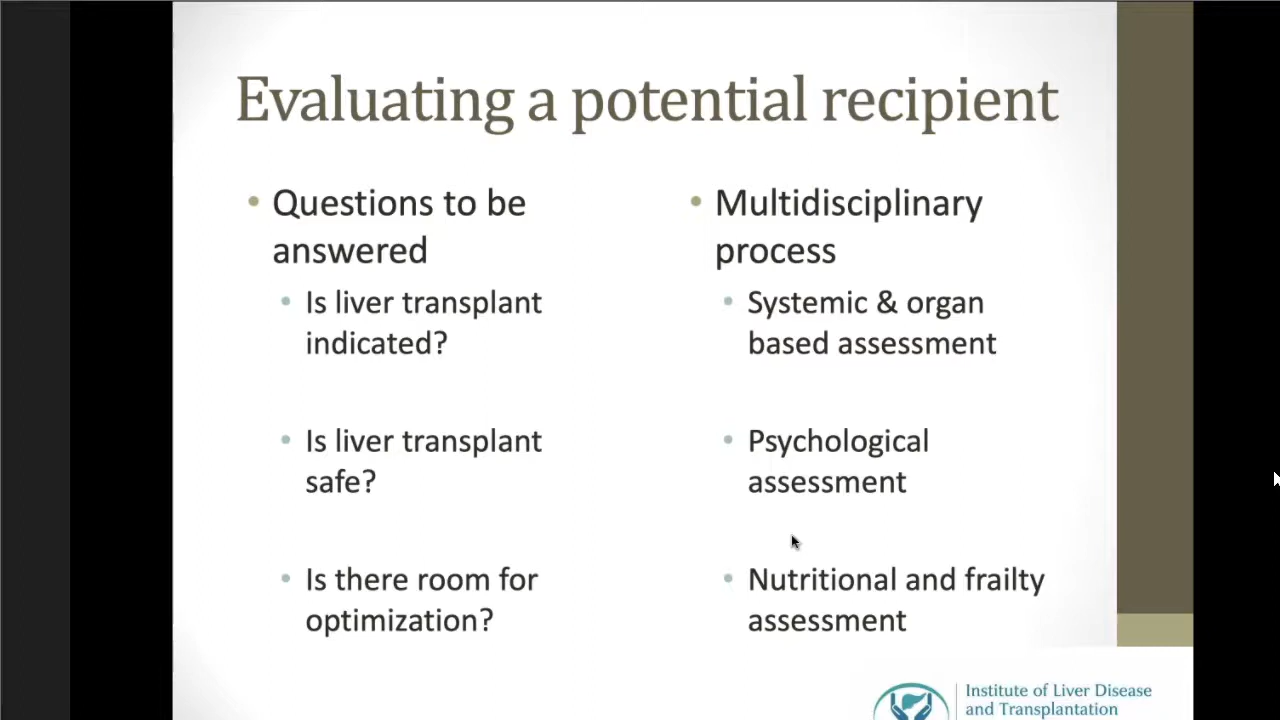 Evaluating a potential recipient
• Questions to be
answered
• Is liver transplant
indicated?
• Is liver transplant
safe?
• Is there room for
optimization?
• Multidisciplinary
process
• Systemic & organ
based assessment
• Psychological
assessment
• Nutritional and frailty
assessment
Institute of Liver Disease
and Transplantation